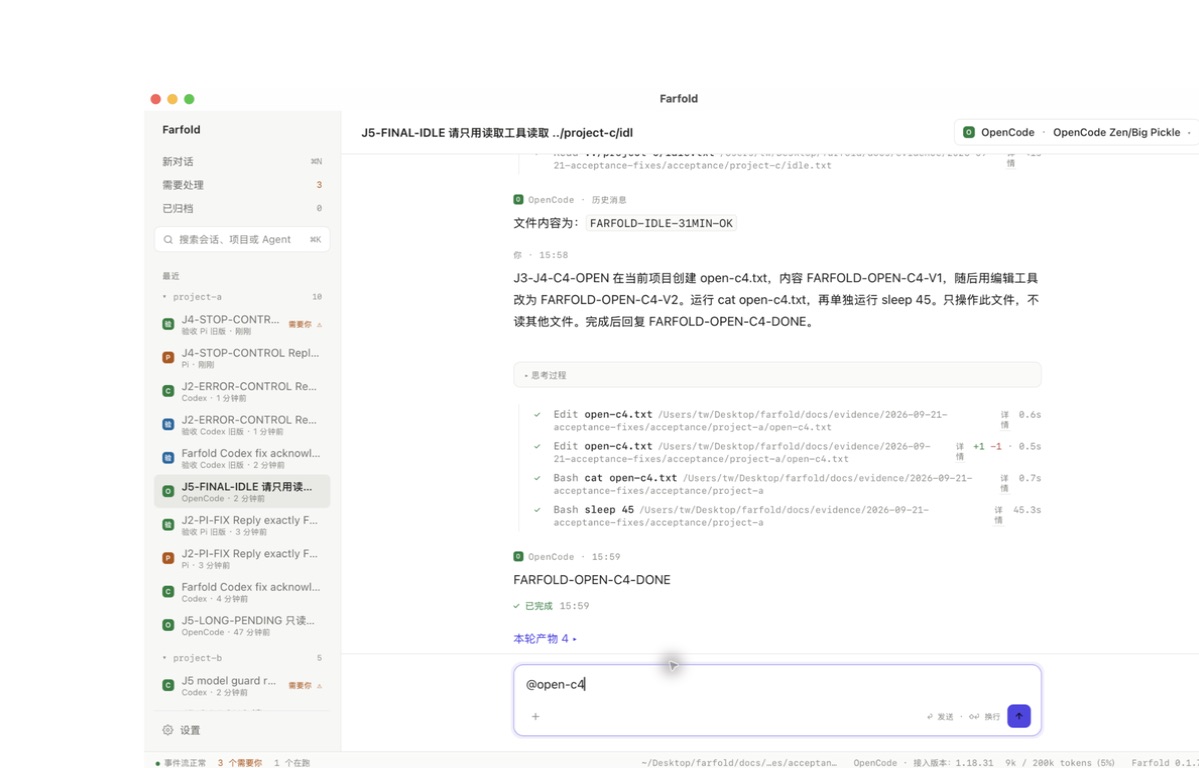 Farfold
Farfold
新对话 ⌘N
需要处理 3
已归档 0
搜索会话、项目或 Agent ⌘K
最近
project-a 10
J4-STOP-CONTR... 需要你
验收 Pi 旧版 · 刚刚
J4-STOP-CONTROL Repl...
Pi · 刚刚
J2-ERROR-CONTROL Re...
Codex · 1 分钟前
J2-ERROR-CONTROL Re...
验收 Codex 旧版 · 1 分钟前
Farfold Codex fix acknowl...
验收 Codex 旧版 · 2 分钟前
J5-FINAL-IDLE 请只用读...
OpenCode · 2 分钟前
J2-PI-FIX Reply exactly F...
验收 Pi 旧版 · 3 分钟前
J2-PI-FIX Reply exactly F...
Pi · 3 分钟前
Farfold Codex fix acknowl...
Codex · 4 分钟前
J5-LONG-PENDING 只读...
OpenCode · 47 分钟前
project-b 5
J5 model guard r... 需要你
Codex · 2 分钟前
设置
J5-FINAL-IDLE 请只用读取工具读取 ../project-c/idl
OpenCode · OpenCode Zen/Big Pickle ·
21-acceptance-fixes/acceptance/project-c/idle.txt 情
OpenCode · 历史消息
文件内容为： FARFOLD-IDLE-31MIN-OK
你 · 15:58
J3-J4-C4-OPEN 在当前项目创建 open-c4.txt，内容 FARFOLD-OPEN-C4-V1，随后用编辑工具
改为 FARFOLD-OPEN-C4-V2。运行 cat open-c4.txt，再单独运行 sleep 45。只操作此文件，不
读其他文件。完成后回复 FARFOLD-OPEN-C4-DONE。
思考过程
✓ Edit open-c4.txt /Users/tw/Desktop/farfold/docs/evidence/2026-09-21- 详 0.6s
acceptance-fixes/acceptance/project-a/open-c4.txt 情
✓ Edit open-c4.txt /Users/tw/Desktop/farfold/docs/evidence/2026-09- 详 +1 −1 · 0.5s
21-acceptance-fixes/acceptance/project-a/open-c4.txt 情
✓ Bash cat open-c4.txt /Users/tw/Desktop/farfold/docs/evidence/2026-09-21- 详 0.7s
acceptance-fixes/acceptance/project-a 情
✓ Bash sleep 45 /Users/tw/Desktop/farfold/docs/evidence/2026-09-21- 详 45.3s
acceptance-fixes/acceptance/project-a 情
OpenCode · 15:59
FARFOLD-OPEN-C4-DONE
✓ 已完成 15:59
本轮产物 4
@open-c4
发送 · 换行
事件流正常 3 个需要你 1 个在跑
~/Desktop/farfold/docs/…es/acceptan… OpenCode · 接入版本: 1.18.31 9k / 200k tokens (5%) Farfold 0.1.